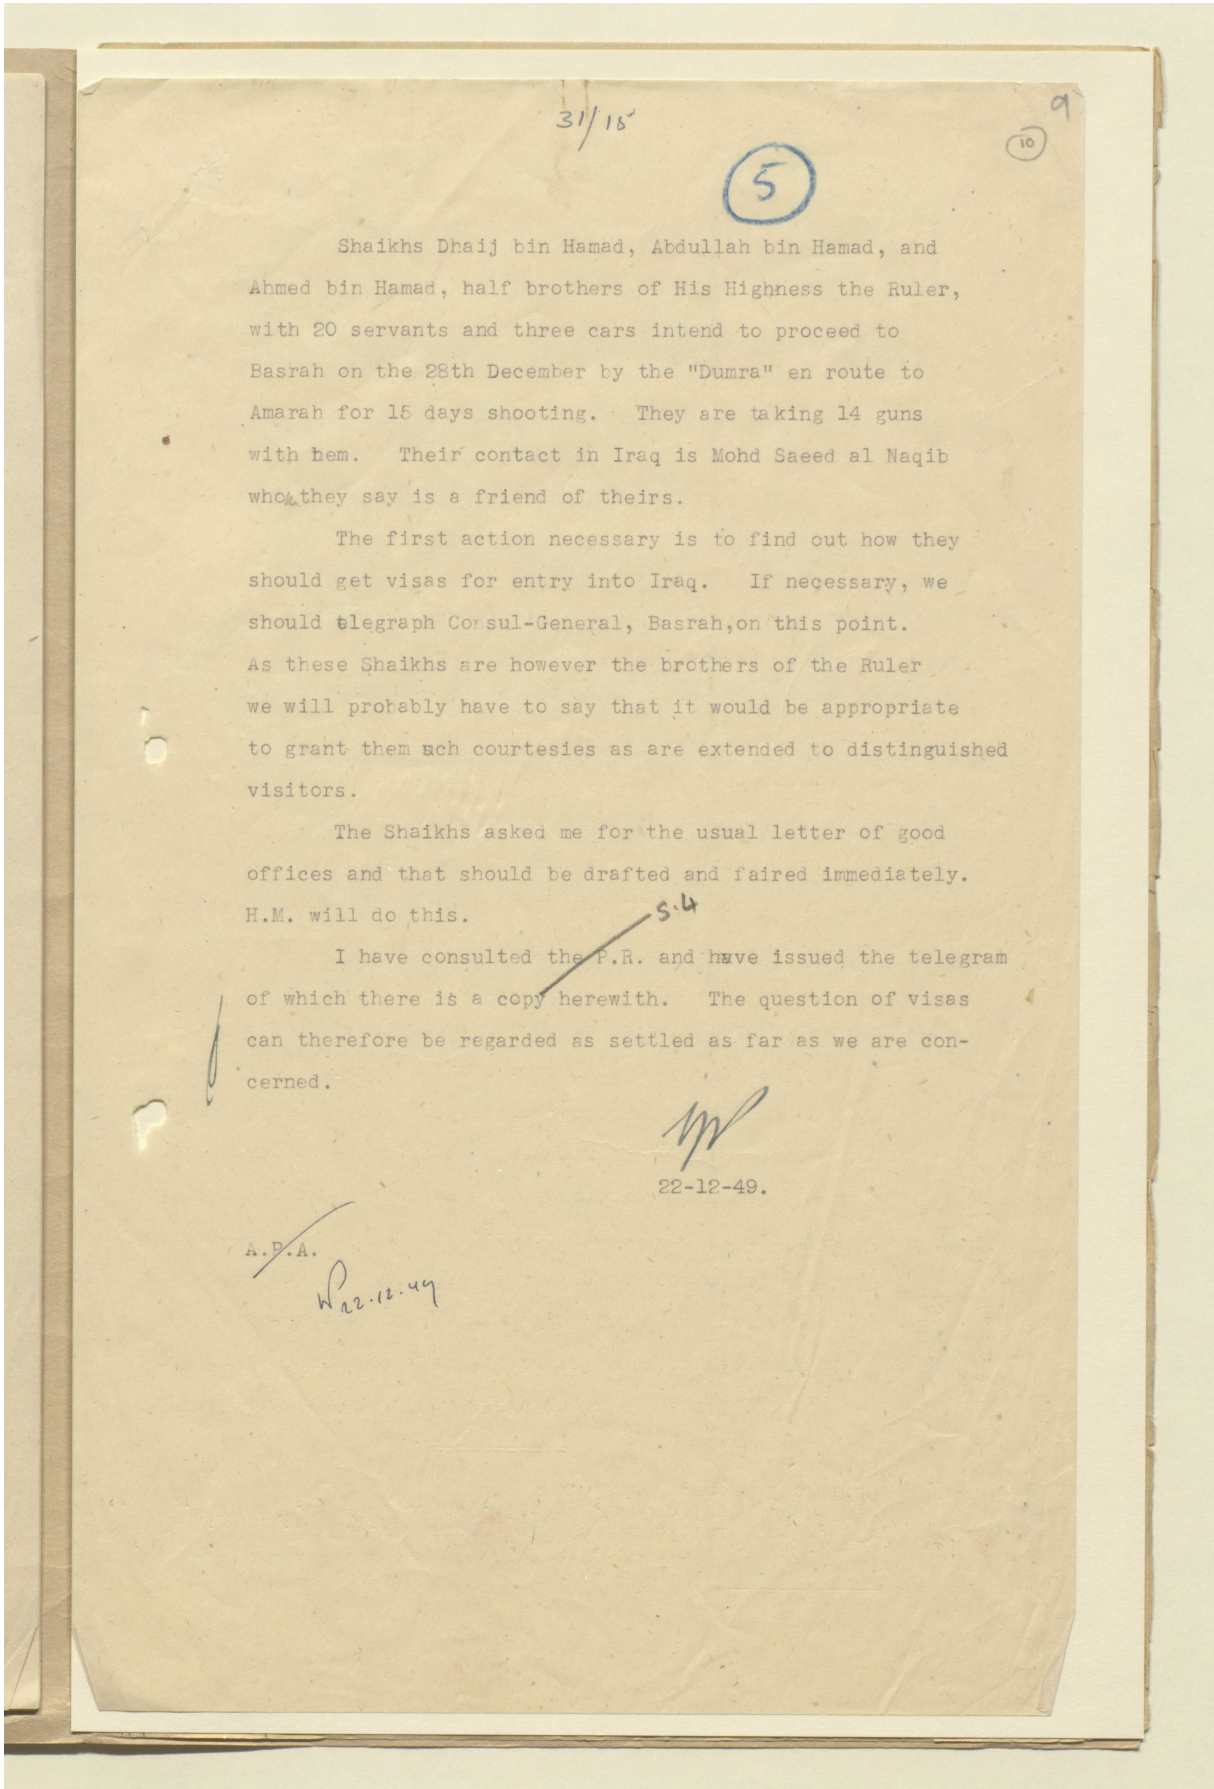 31/15
9
10
5
Shaikhs Dhaij bin Hamad, Abdullah bin Hamad, and
Ahmed bin Hamad, half brothers of His Highness the Ruler,
with 20 servants and three cars intend to proceed to
Basrah on the 28th December by the "Dumra" en route to
Amarah for 15 days shooting. They are taking 14 guns
with hem. Their contact in Iraq is Mohd Saeed al Naqib
who they say is a friend of theirs.
The first action necessary is to find out how they
should get visas for entry into Iraq. If necessary, we
should telegraph Consul-General, Basrah, on this point.
As these Shaikhs are however the brothers of the Ruler
we will probably have to say that it would be appropriate
to grant them such courtesies as are extended to distinguished
visitors.
The Shaikhs asked me for the usual letter of good
offices and that should be drafted and faired immediately.
H.M. will do this.
S.4
I have consulted the P.R. and have issued the telegram
of which there is a copy herewith. The question of visas
can therefore be regarded as settled as far as we are con-
cerned.
22-12-49.
A.P.A.
22.12.49